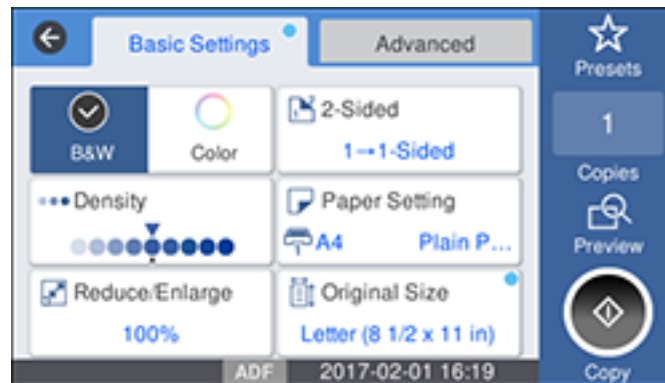 Basic Settings
Advanced
Presets
B&W
Color
2-Sided
1→1-Sided
1
Copies
Density
Paper Setting
A4 Plain P...
Preview
Reduce/Enlarge
100%
Original Size
Letter (8 1/2 x 11 in)
ADF
2017-02-01 16:19
Copy